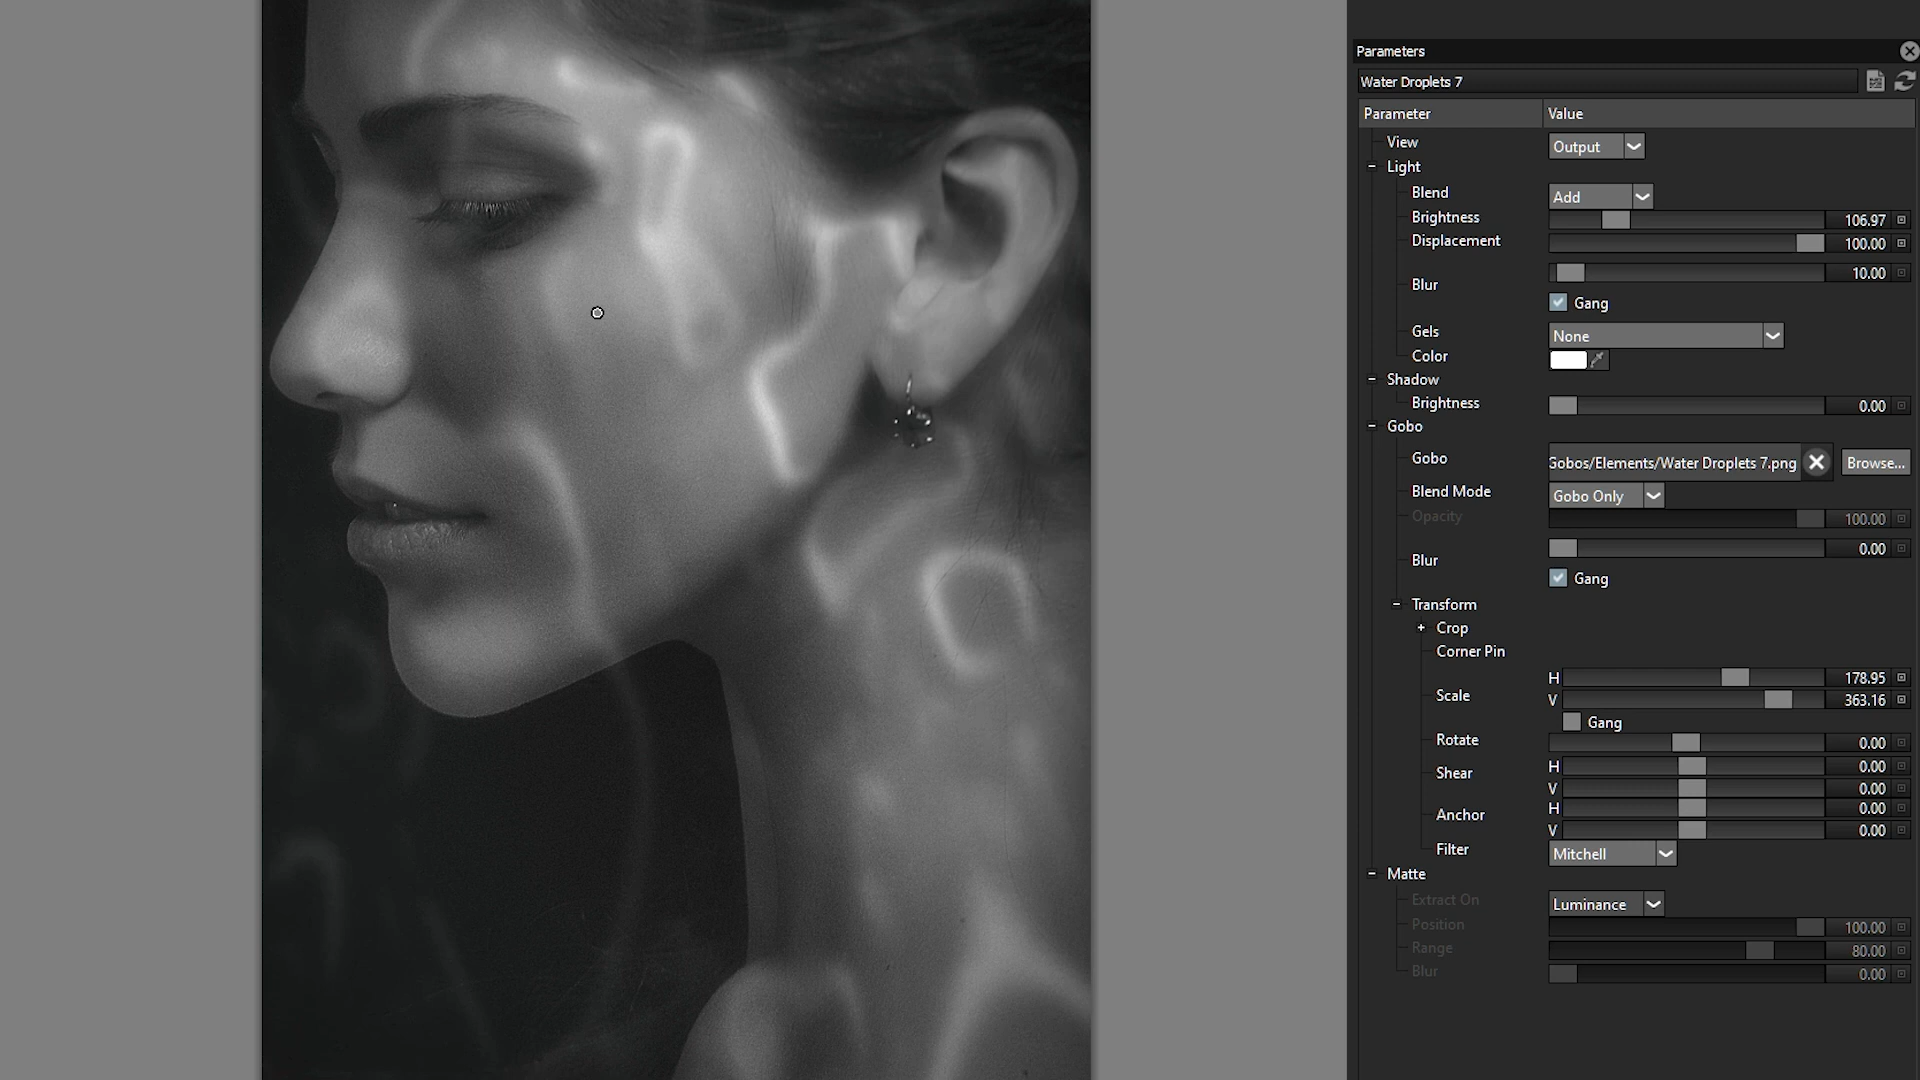 Parameters
Water Droplets 7
Parameter Value
View Output
Light
Blend Add
Brightness 106.97
Displacement 100.00
Blur 10.00
Gang
Gels None
Color
Shadow
Brightness 0.00
Gobo
Gobo Gobos/Elements/Water Droplets 7.png Browse...
Blend Mode Gobo Only
Opacity 100.00
Blur 0.00
Gang
Transform
Crop
Corner Pin
Scale H 178.95
V 363.16
Gang
Rotate 0.00
Shear H 0.00
V 0.00
Anchor H 0.00
V 0.00
Filter Mitchell
Matte
Extract On Luminance
Position 100.00
Range 80.00
Blur 0.00